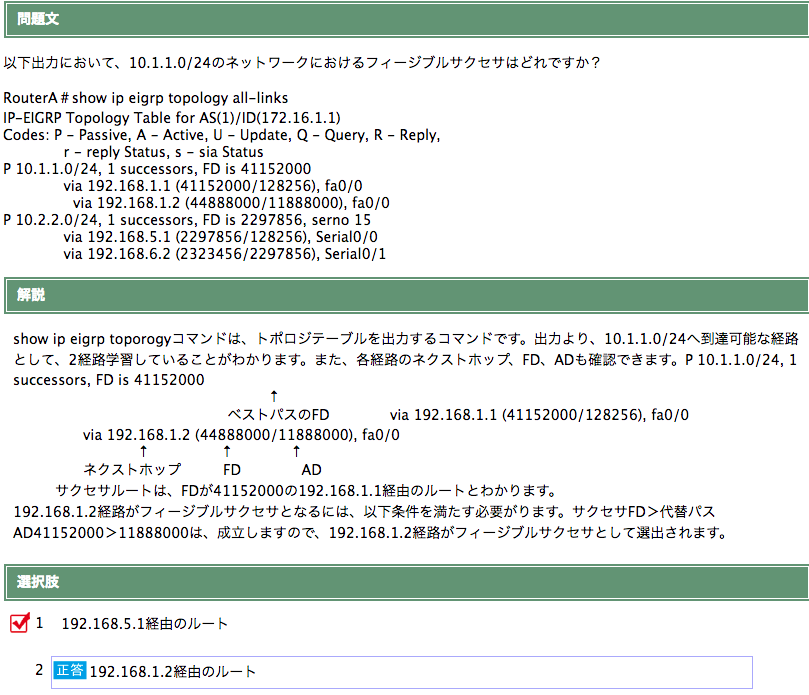 問題文
以下出力において、10.1.1.0/24のネットワークにおけるフィージブルサクセサはどれですか？
RouterA＃show ip eigrp topology all-links
IP-EIGRP Topology Table for AS(1)/ID(172.16.1.1)
Codes: P - Passive, A - Active, U - Update, Q - Query, R - Reply,
r - reply Status, s - sia Status
P 10.1.1.0/24, 1 successors, FD is 41152000
via 192.168.1.1 (41152000/128256), fa0/0
via 192.168.1.2 (44888000/11888000), fa0/0
P 10.2.2.0/24, 1 successors, FD is 2297856, serno 15
via 192.168.5.1 (2297856/128256), Serial0/0
via 192.168.6.2 (2323456/2297856), Serial0/1
解説
show ip eigrp toporogyコマンドは、トポロジテーブルを出力するコマンドです。出力より、10.1.1.0/24へ到達可能な経路
として、2経路学習していることがわかります。また、各経路のネクストホップ、FD、ADも確認できます。P 10.1.1.0/24, 1
successors, FD is 41152000
↑
ベストパスのFD via 192.168.1.1 (41152000/128256), fa0/0
via 192.168.1.2 (44888000/11888000), fa0/0
↑ ↑ ↑
ネクストホップ FD AD
サクセサルートは、FDが41152000の192.168.1.1経由のルートとわかります。
192.168.1.2経路がフィージブルサクセサとなるには、以下条件を満たす必要がります。サクセサFD＞代替パス
AD41152000＞11888000は、成立しますので、192.168.1.2経路がフィージブルサクセサとして選出されます。
選択肢
1 192.168.5.1経由のルート
2 正答 192.168.1.2経由のルート